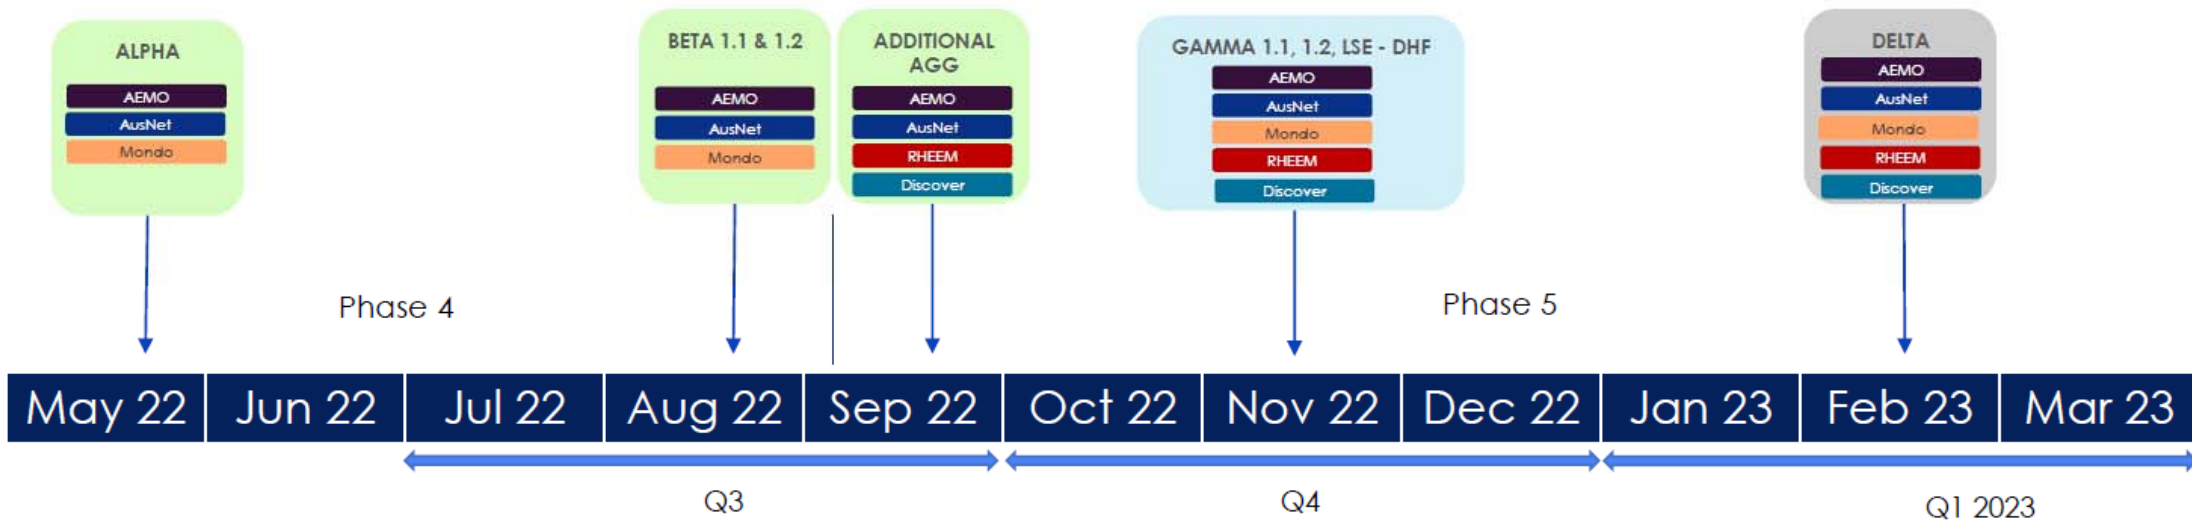 ALPHA
AEMO
AusNet
Mondo
BETA 1.1 & 1.2
AEMO
AusNet
Mondo
ADDITIONAL
AGG
AEMO
AusNet
RHEEM
Discover
GAMMA 1.1, 1.2, LSE - DHF
AEMO
AusNet
Mondo
RHEEM
Discover
DELTA
AEMO
AusNet
Mondo
RHEEM
Discover
Phase 4
Phase 5
May 22
Jun 22
Jul 22
Aug 22
Sep 22
Oct 22
Nov 22
Dec 22
Jan 23
Feb 23
Mar 23
Q3
Q4
Q1 2023